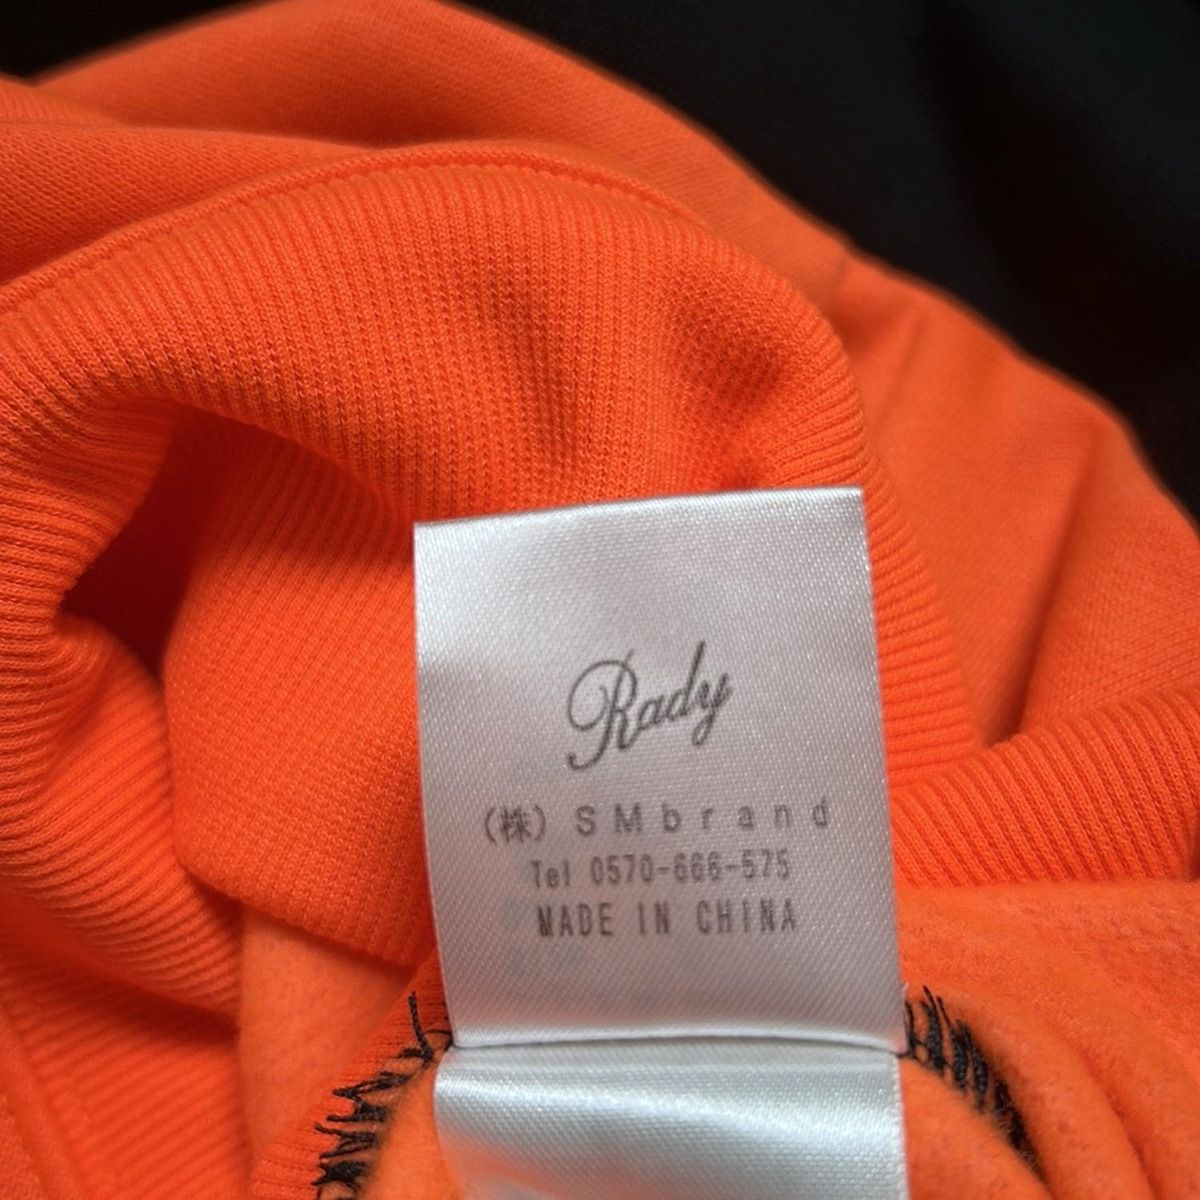 Rady
(株) SMbrand
Tel 0570-666-575
MADE IN CHINA